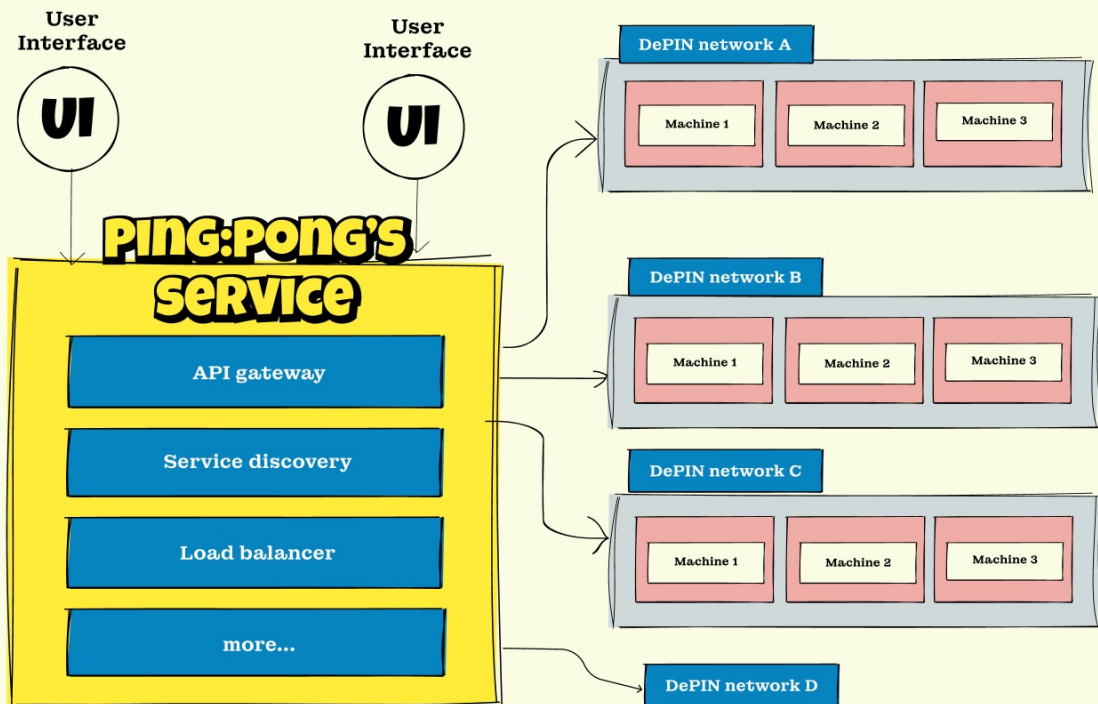 User
Interface
UI
User
Interface
UI
PING:PONG'S
SERVICE
API gateway
Service discovery
Load balancer
more...
DePIN network A
Machine 1
Machine 2
Machine 3
DePIN network B
Machine 1
Machine 2
Machine 3
DePIN network C
Machine 1
Machine 2
Machine 3
DePIN network D